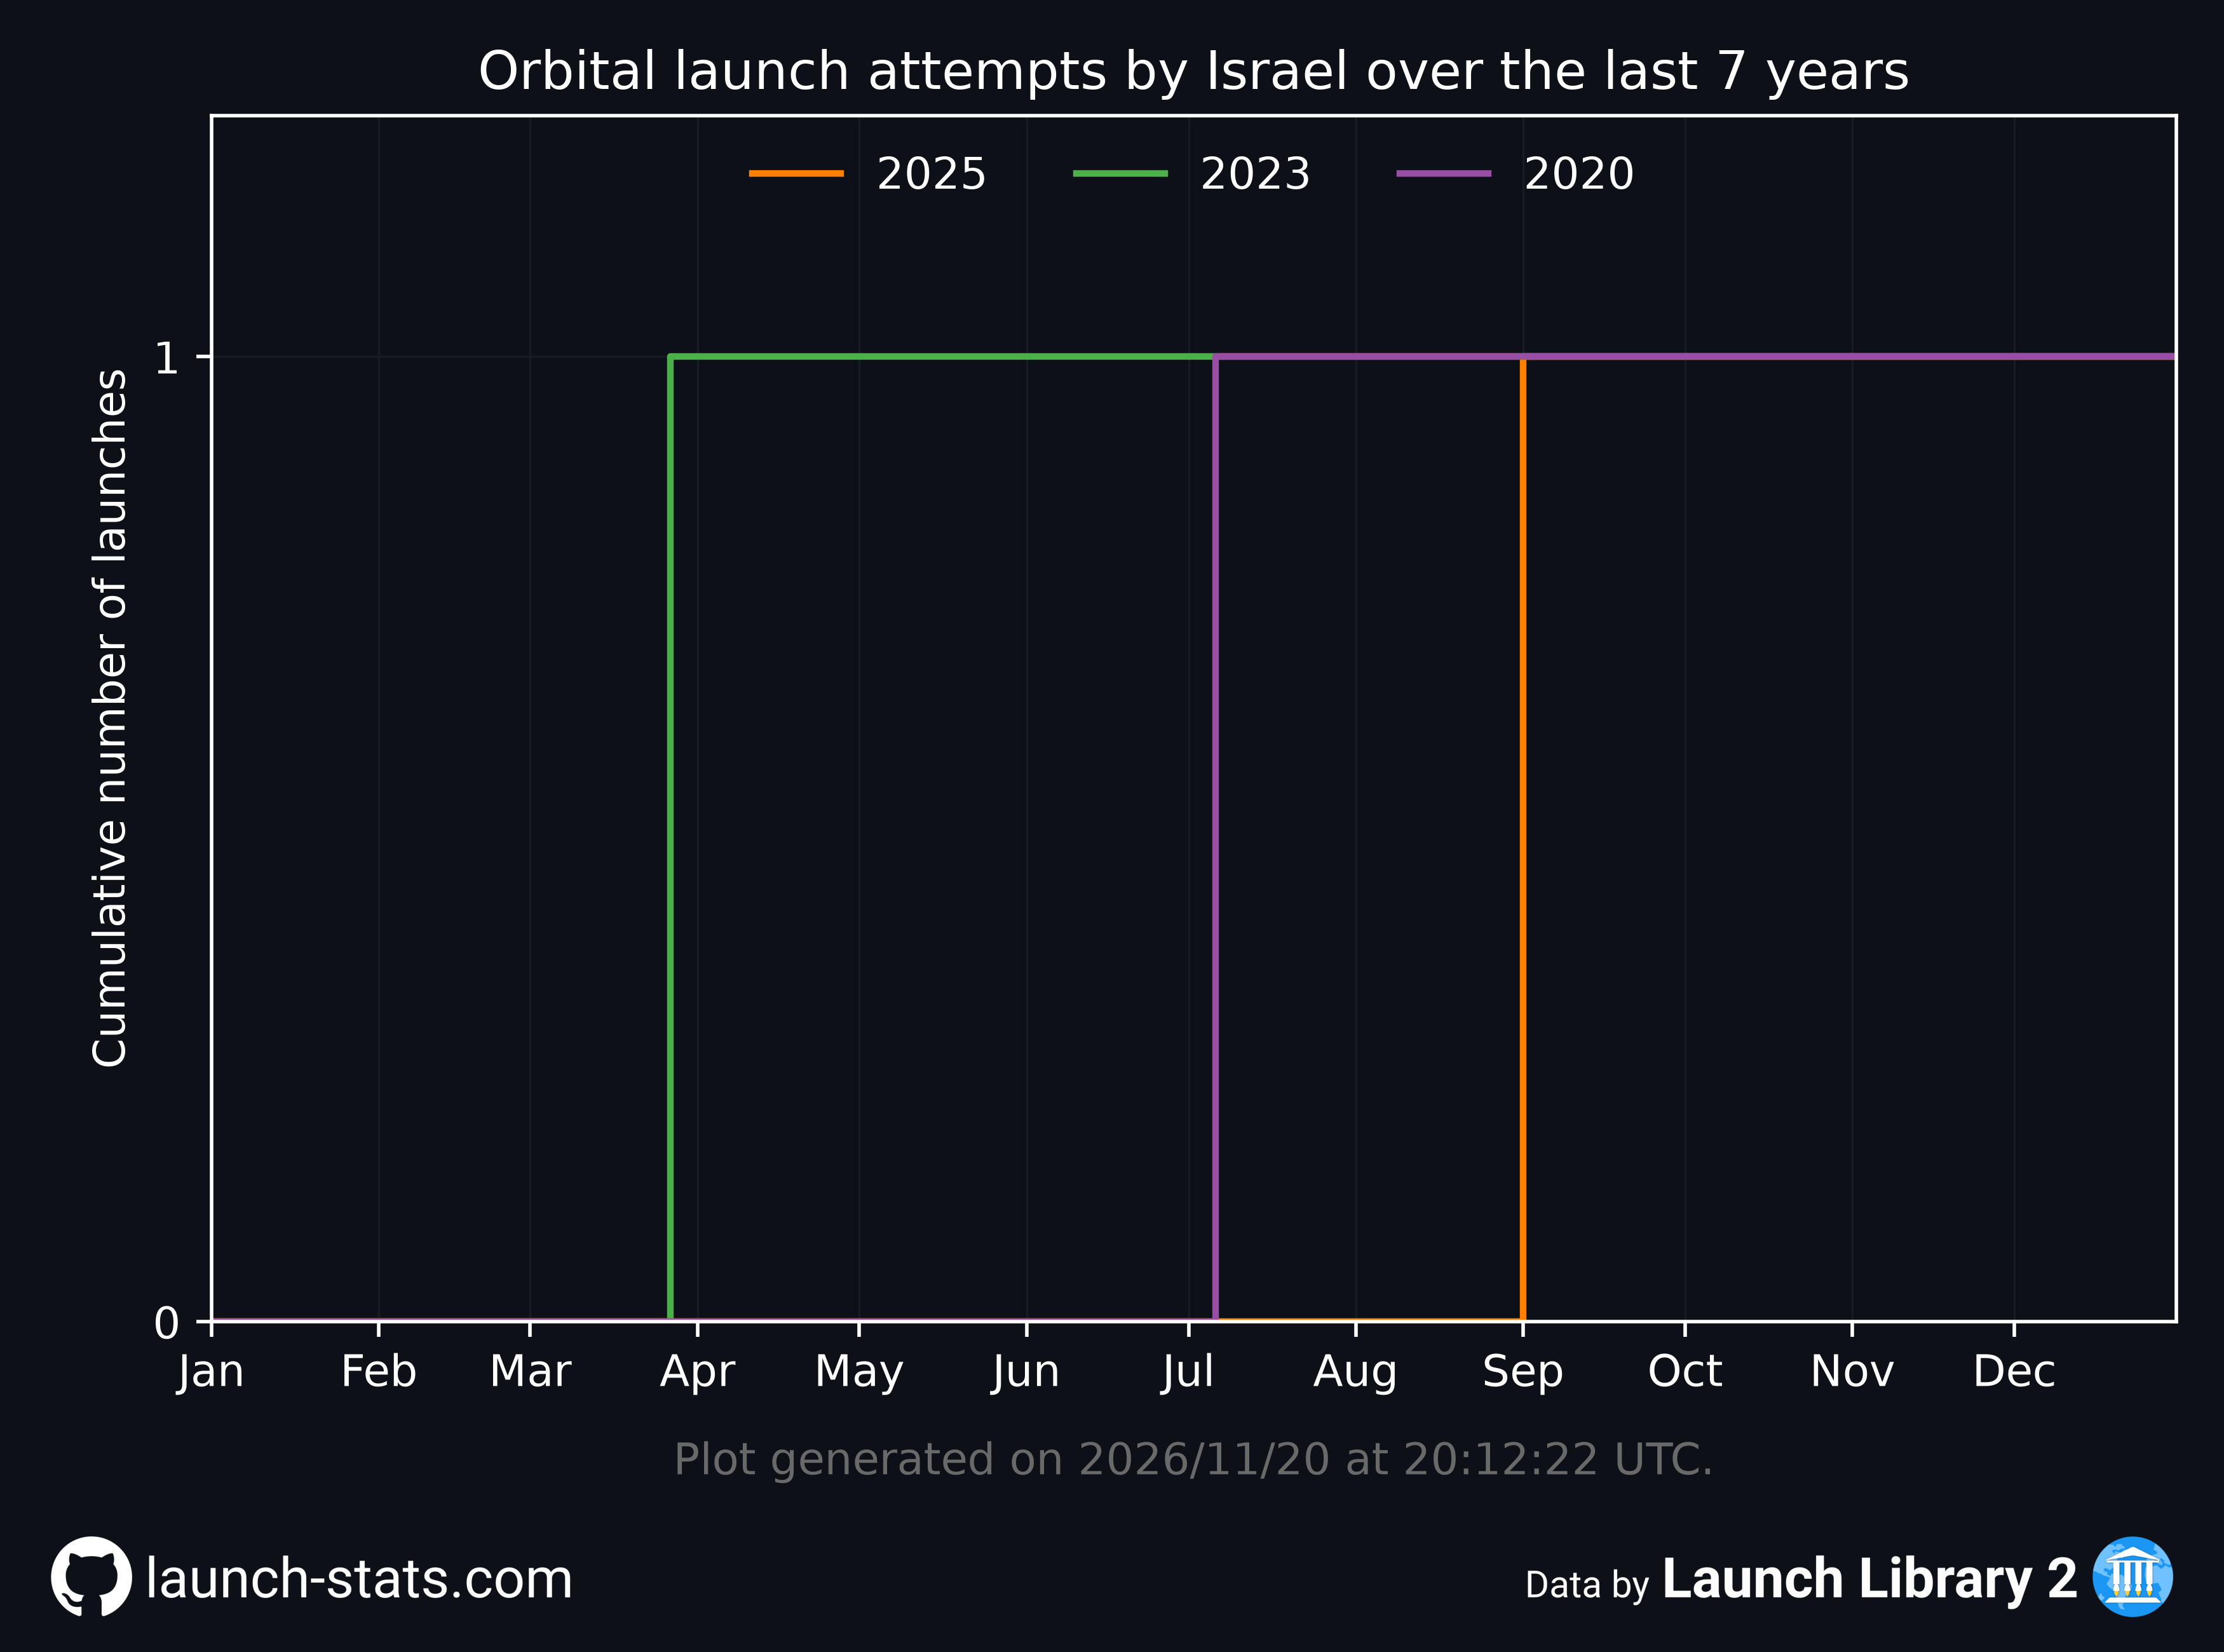 Orbital launch attempts by Israel over the last 7 years
2025 2023 2020
Cumulative number of launches
1
0
Jan Feb Mar Apr May Jun Jul Aug Sep Oct Nov Dec
Plot generated on 2026/11/20 at 20:12:22 UTC.
launch-stats.com
Data by Launch Library 2